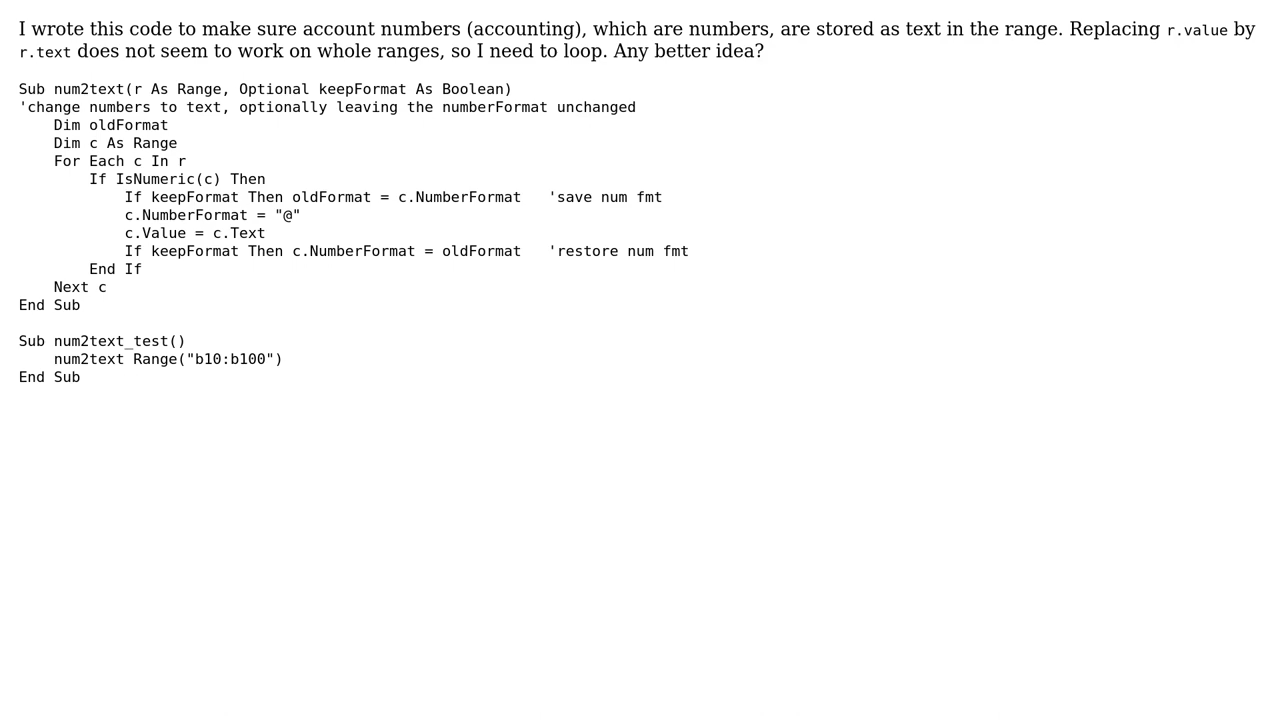 I wrote this code to make sure account numbers (accounting), which are numbers, are stored as text in the range. Replacing r.value by
r.text does not seem to work on whole ranges, so I need to loop. Any better idea?
Sub num2text(r As Range, Optional keepFormat As Boolean)
'change numbers to text, optionally leaving the numberFormat unchanged
    Dim oldFormat
    Dim c As Range
    For Each c In r
        If IsNumeric(c) Then
            If keepFormat Then oldFormat = c.NumberFormat   'save num fmt
            c.NumberFormat = "@"
            c.Value = c.Text
            If keepFormat Then c.NumberFormat = oldFormat   'restore num fmt
        End If
    Next c
End Sub
Sub num2text_test()
    num2text Range("b10:b100")
End Sub